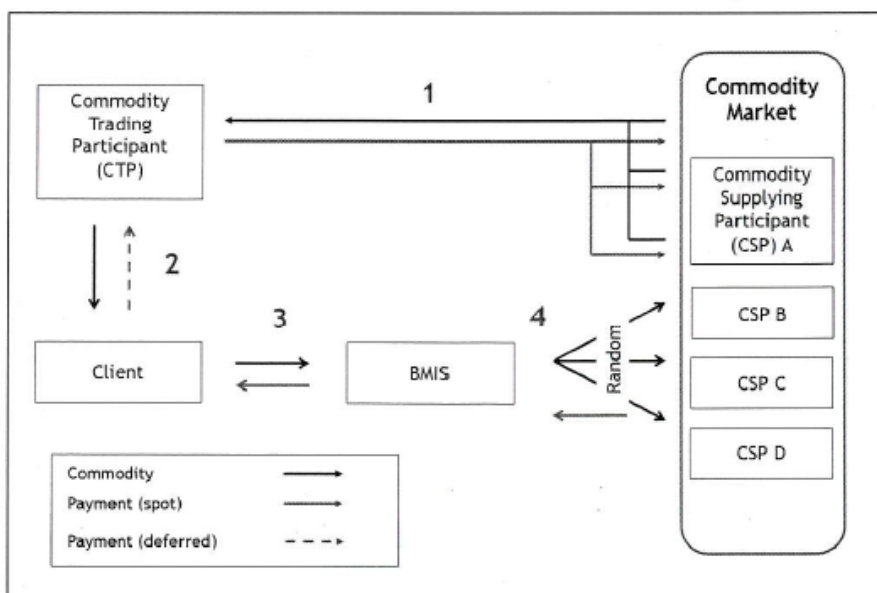 1
Commodity
Trading
Participant
(CTP)
Commodity
Market
Commodity
Supplying
Participant
(CSP) A
2
3
4
Random
CSP B
Client
BMIS
CSP C
CSP D
Commodity
Payment (spot)
Payment (deferred)